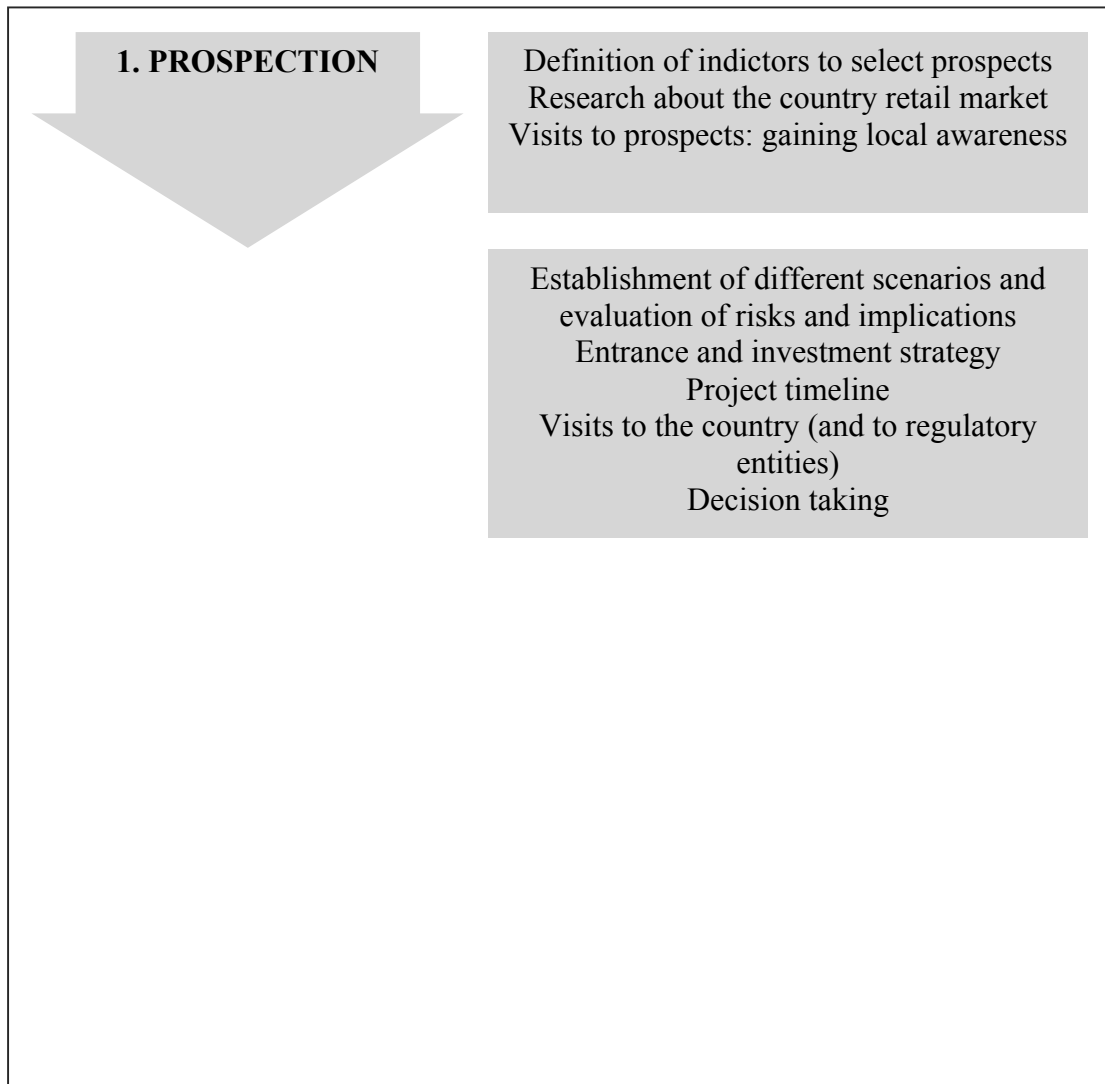 1. PROSPECTION
Definition of indictors to select prospects
Research about the country retail market
Visits to prospects: gaining local awareness
Establishment of different scenarios and
evaluation of risks and implications
Entrance and investment strategy
Project timeline
Visits to the country (and to regulatory
entities)
Decision taking